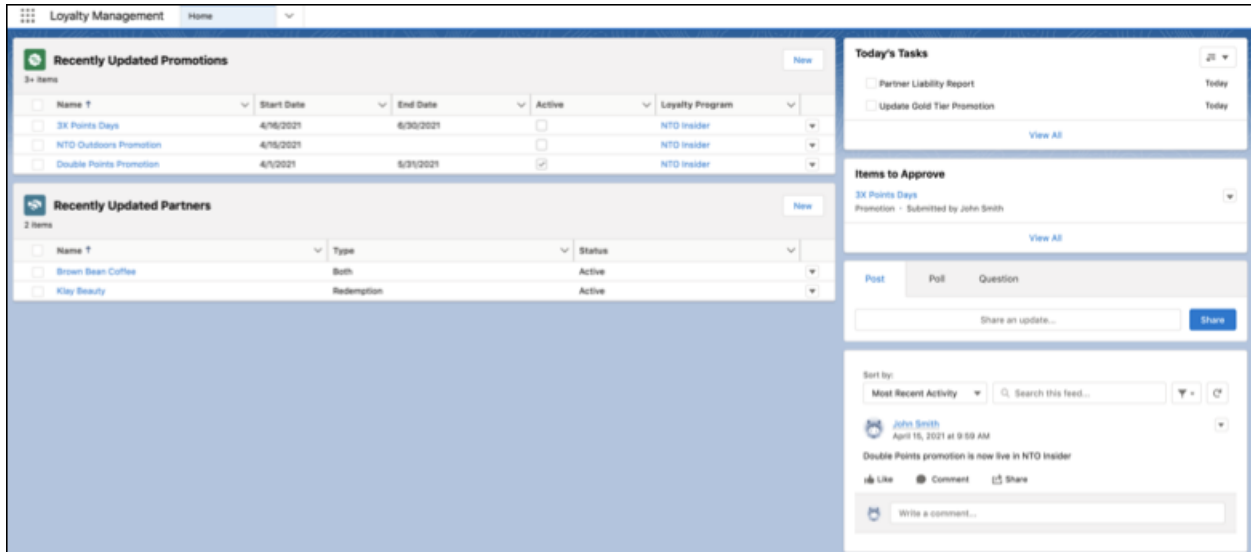 Loyalty Management Home
Recently Updated Promotions New
3+ items
Name ↑ Start Date End Date Active Loyalty Program
3X Points Days 4/16/2021 6/30/2021 NTO Insider
NTO Outdoors Promotion 4/15/2021 NTO Insider
Double Points Promotion 4/1/2021 5/31/2021 NTO Insider
Recently Updated Partners New
2 items
Name ↑ Type Status
Brown Bean Coffee Both Active
Klay Beauty Redemption Active
Today's Tasks
Partner Liability Report Today
Update Gold Tier Promotion Today
View All
Items to Approve
3X Points Days
Promotion • Submitted by John Smith
View All
Post Poll Question
Share an update... Share
Sort by:
Most Recent Activity Search this feed...
John Smith
April 15, 2021 at 9:59 AM
Double Points promotion is now live in NTO Insider
Like Comment Share
Write a comment...